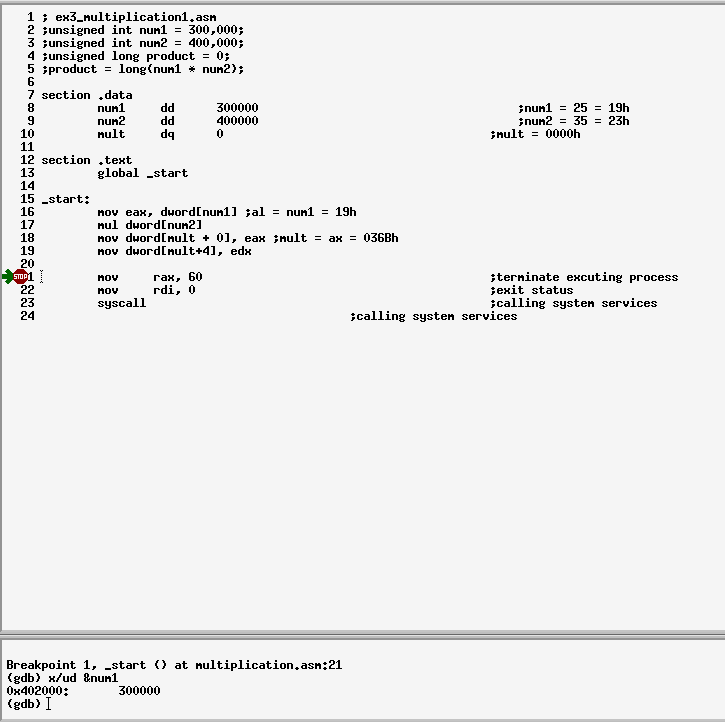 1 ; ex3_multiplication1.asm
2 ;unsigned int num1 = 300,000;
3 ;unsigned int num2 = 400,000;
4 ;unsigned long product = 0;
5 ;product = long(num1 * num2);
6
7 section .data
8 num1 dd 300000 ;num1 = 25 = 19h
9 num2 dd 400000 ;num2 = 35 = 23h
10 mult dq 0 ;mult = 0000h
11
12 section .text
13 global _start
14
15 _start:
16 mov eax, dword[num1] ;al = num1 = 19h
17 mul dword[num2]
18 mov dword[mult + 0], eax ;mult = ax = 036Bh
19 mov dword[mult+4], edx
20
STOP 1 mov rax, 60 ;terminate excuting process
22 mov rdi, 0 ;exit status
23 syscall ;calling system services
24 ;calling system services
Breakpoint 1, _start () at multiplication.asm:21
(gdb) x/ud &num1
0x402000: 300000
(gdb)